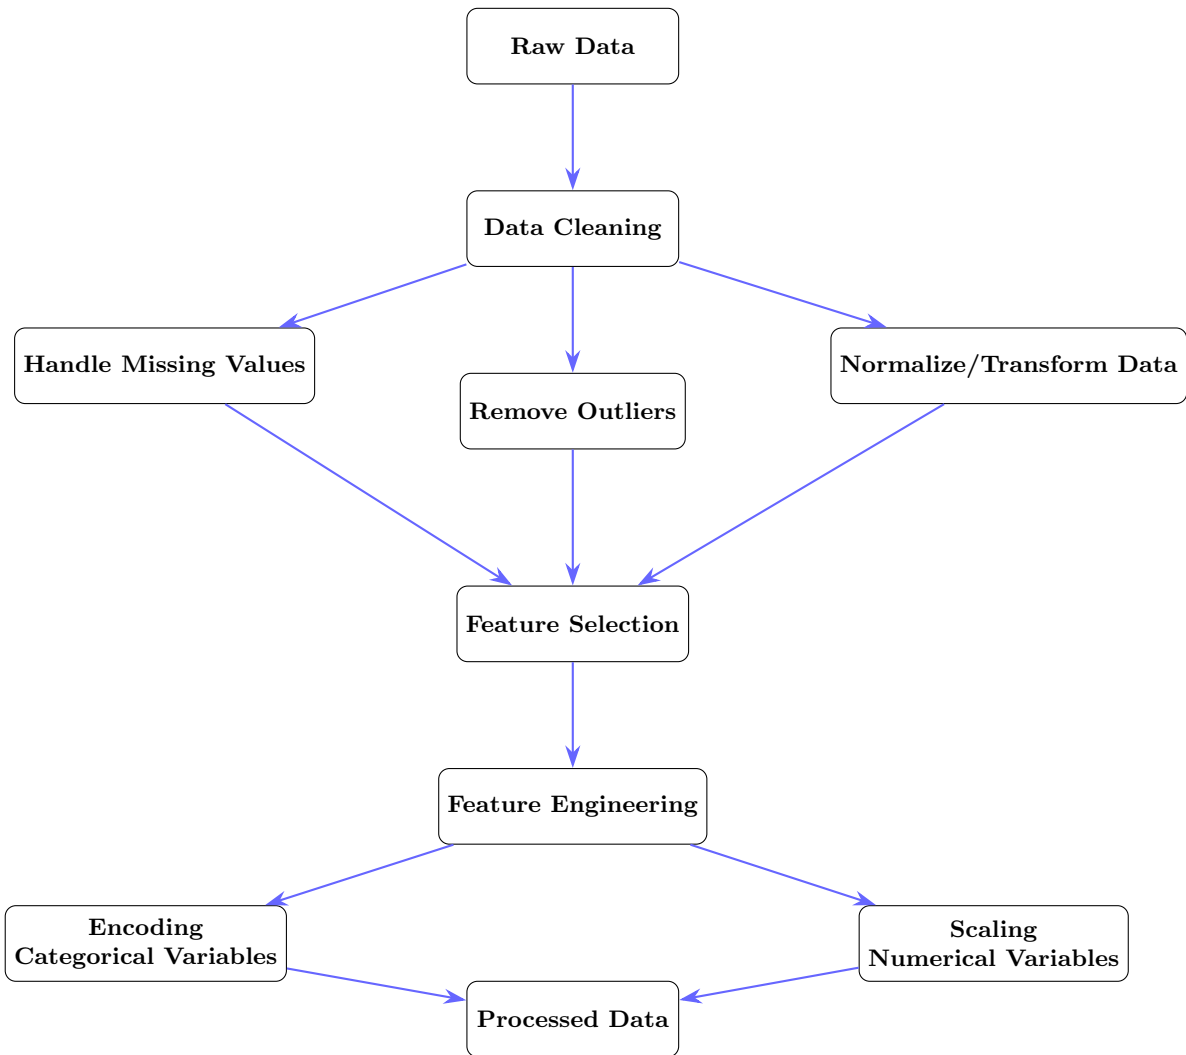 Raw Data
Data Cleaning
Handle Missing Values
Remove Outliers
Normalize/Transform Data
Feature Selection
Feature Engineering
Encoding
Categorical Variables
Scaling
Numerical Variables
Processed Data